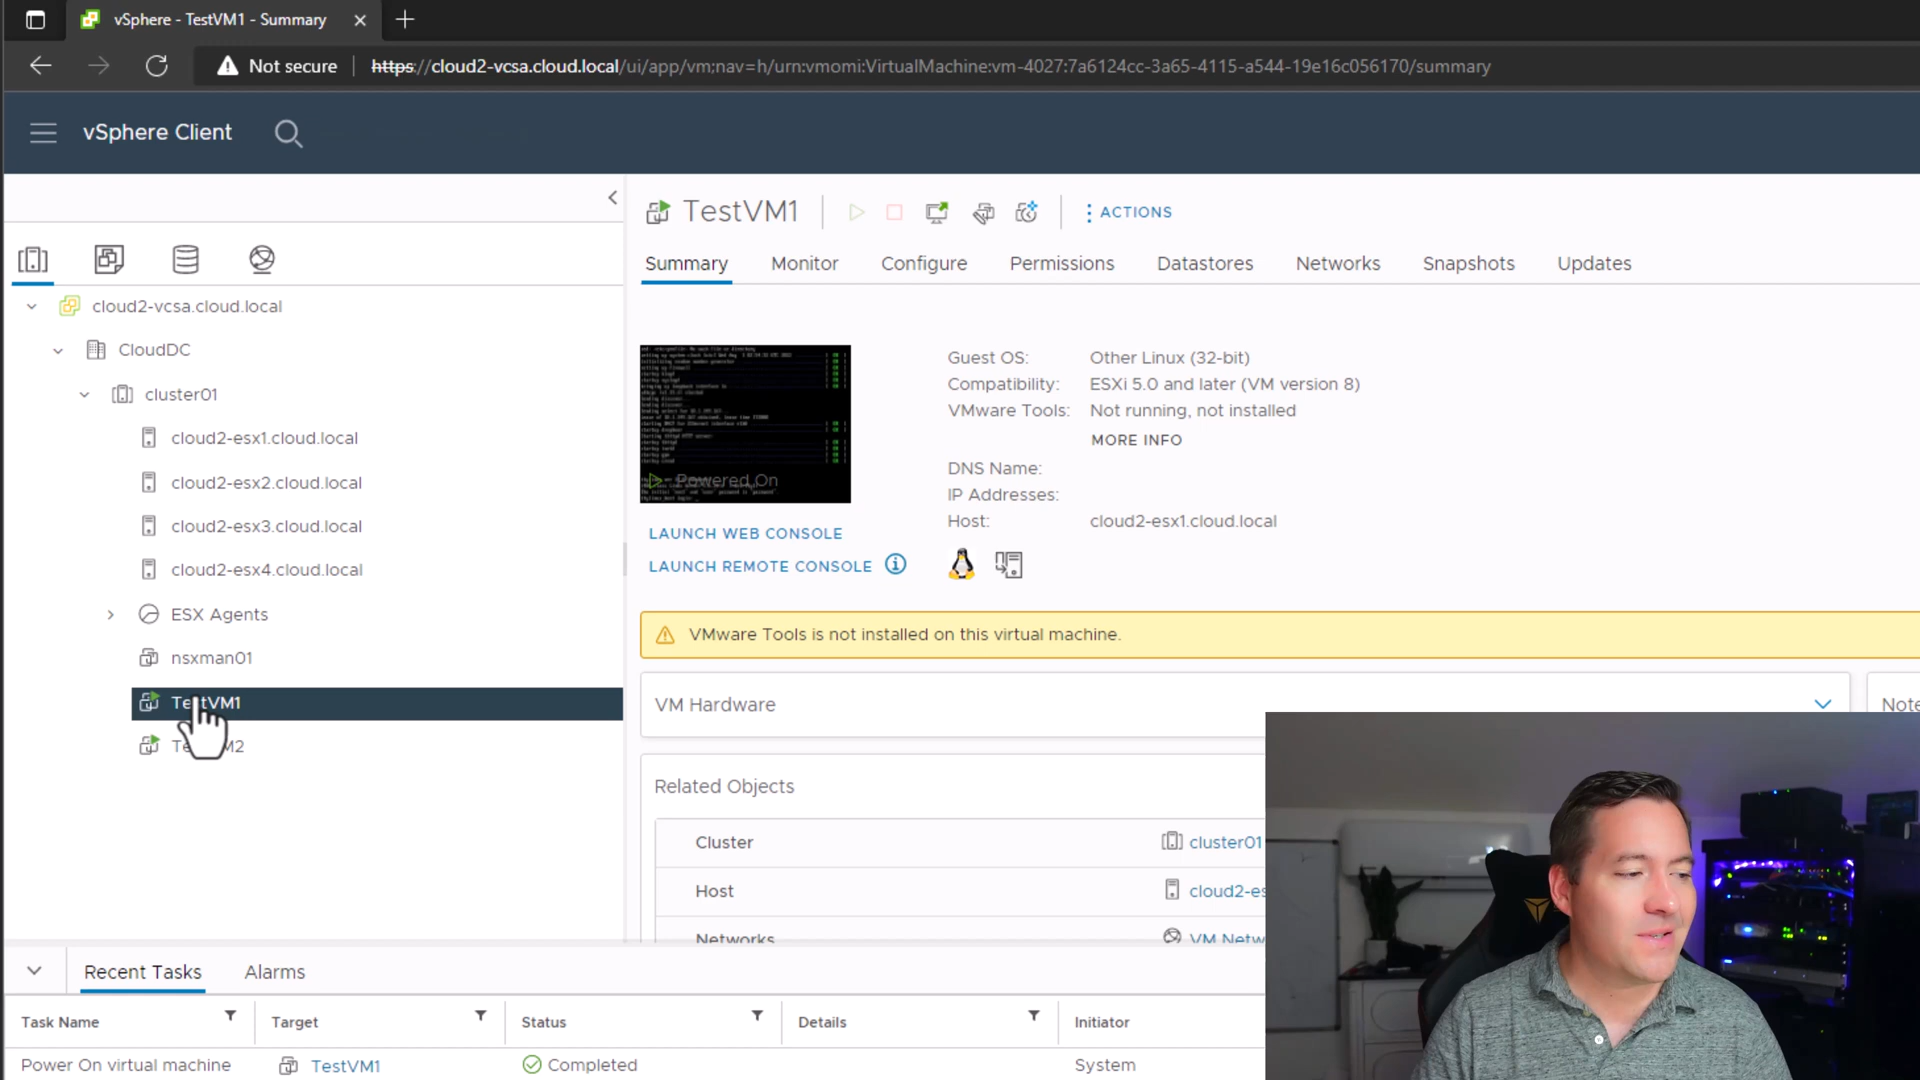 vSphere - TestVM1 - Summary
Not secure https://cloud2-vcsa.cloud.local/ui/app/vm;nav=h/urn:vmomi:VirtualMachine:vm-4027:7a6124cc-3a65-4115-a544-19e16c056170/summary
vSphere Client
TestVM1
ACTIONS
Summary Monitor Configure Permissions Datastores Networks Snapshots Updates
cloud2-vcsa.cloud.local
CloudDC
cluster01
cloud2-esx1.cloud.local
cloud2-esx2.cloud.local
cloud2-esx3.cloud.local
cloud2-esx4.cloud.local
ESX Agents
nsxman01
TestVM1
Powered On
LAUNCH WEB CONSOLE
LAUNCH REMOTE CONSOLE
Guest OS: Other Linux (32-bit)
Compatibility: ESXi 5.0 and later (VM version 8)
VMware Tools: Not running, not installed
MORE INFO
DNS Name:
IP Addresses:
Host: cloud2-esx1.cloud.local
VMware Tools is not installed on this virtual machine.
VM Hardware
Related Objects
Cluster cluster01
Host cloud2-es
Networks VM Netw
Recent Tasks Alarms
Task Name Target Status Details Initiator
Power On virtual machine TestVM1 Completed System